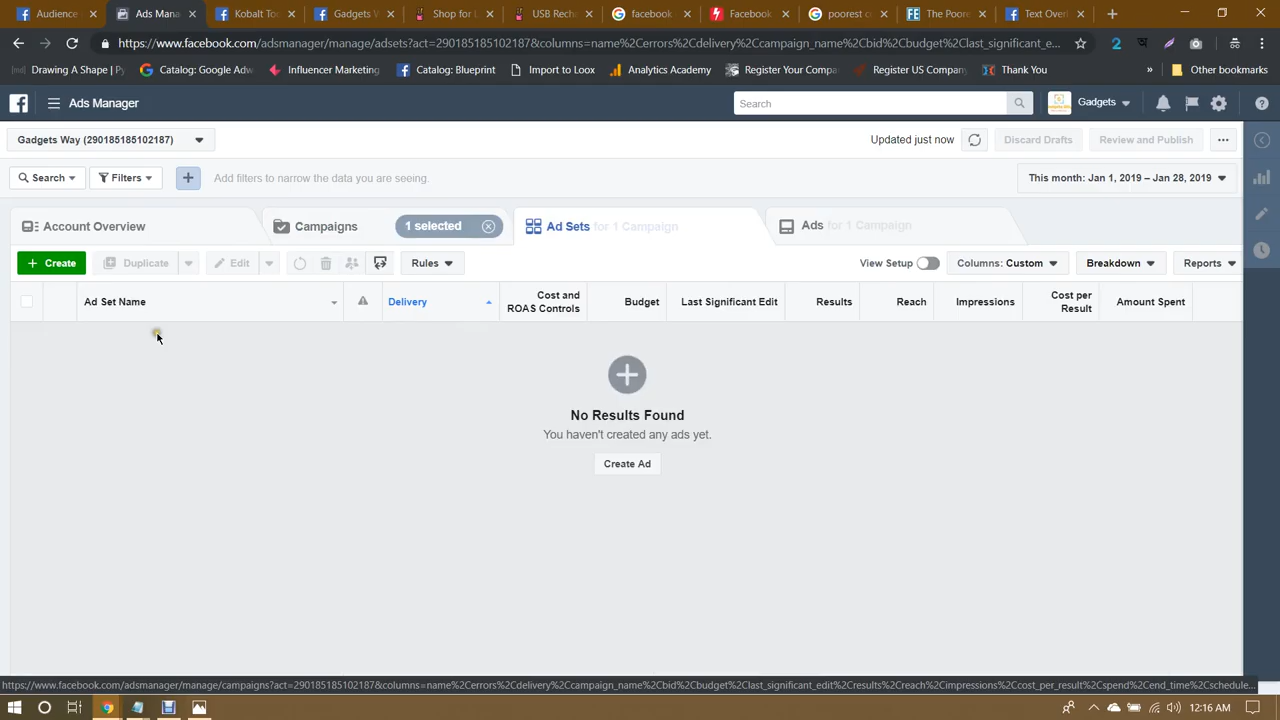 Audience
Ads Mana
Kobalt To
Gadgets V
Shop for L
USB Rech
facebook
Facebook
poorest c
The Poore
Text Over
https://www.facebook.com/adsmanager/manage/adsets?act=290185185102187&columns=name%2Cerrors%2Cdelivery%2Ccampaign_name%2Cbid%2Cbudget%2Clast_significant_e...
Drawing A Shape | Py
Catalog: Google Adw
Influencer Marketing
Catalog: Blueprint
Import to Loox
Analytics Academy
Register Your Compa
Register US Company
Thank You
»
Other bookmarks
Ads Manager
Search
Gadgets
Gadgets Way (290185185102187)
Updated just now
Discard Drafts
Review and Publish
Search
Filters
Add filters to narrow the data you are seeing.
This month: Jan 1, 2019 – Jan 28, 2019
Account Overview
Campaigns
1 selected
Ad Sets for 1 Campaign
Ads for 1 Campaign
+ Create
Duplicate
Edit
Rules
View Setup
Columns: Custom
Breakdown
Reports
Ad Set Name
Delivery
Cost and
ROAS Controls
Budget
Last Significant Edit
Results
Reach
Impressions
Cost per
Result
Amount Spent
No Results Found
You haven't created any ads yet.
Create Ad
https://www.facebook.com/adsmanager/manage/campaigns?act=290185185102187&columns=name%2Cerrors%2Cdelivery%2Ccampaign_name%2Cbid%2Cbudget%2Clast_significant_edit%2Cresults%2Creach%2Cimpressions%2Ccost_per_result%2Cspend%2Cend_time%2Cschedule...
12:16 AM